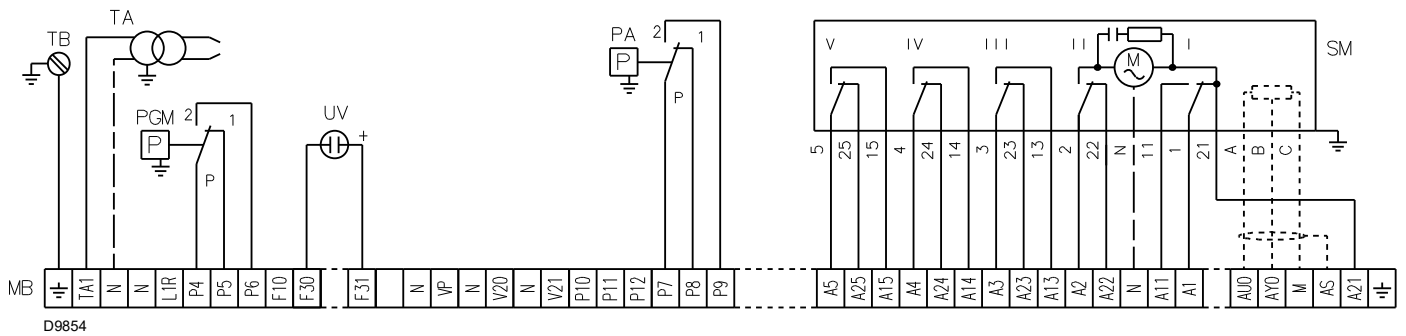 TA
TB
PGM
P
2
1
P
UV
+
PA
P
2
1
P
V
IV
III
II
I
M
SM
5
25
15
4
24
14
3
23
13
2
22
N
11
1
21
A
B
C
MB
TA1
N
N
L1R
P4
P5
P6
F10
F30
F31
N
VP
N
V20
N
V21
P10
P11
P12
P7
P8
P9
A5
A25
A15
A4
A24
A14
A3
A23
A13
A2
A22
N
A11
A1
AU0
AY0
M
AS
A21
D9854